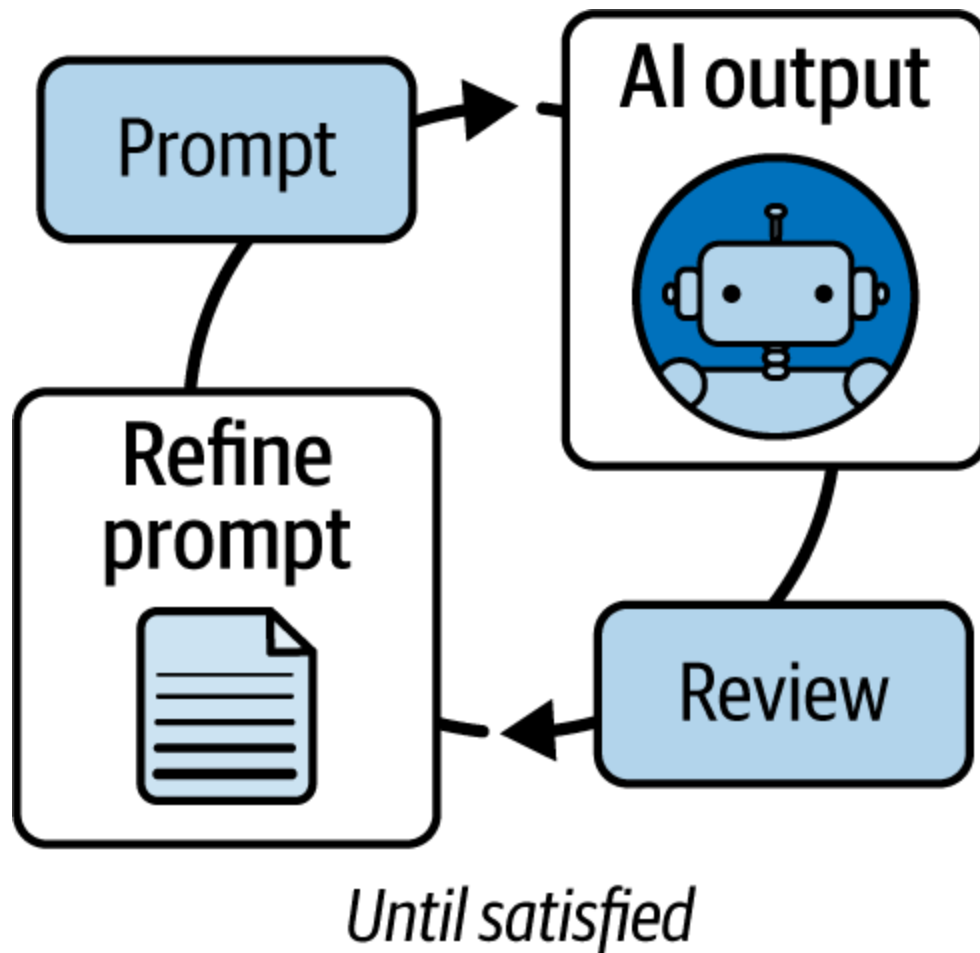 Prompt
AI output
Refine
prompt
Review
Until satisfied